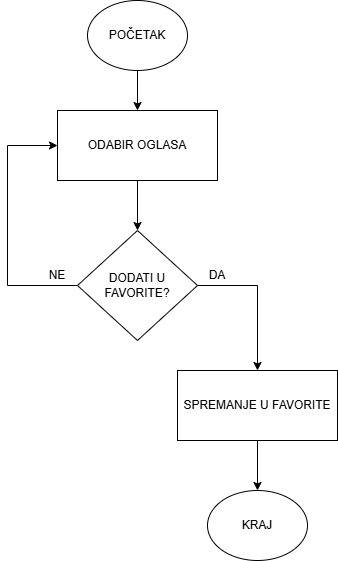 POČETAK
ODABIR OGLASA
DODATI U
FAVORITE?
NE
DA
SPREMANJE U FAVORITE
KRAJ